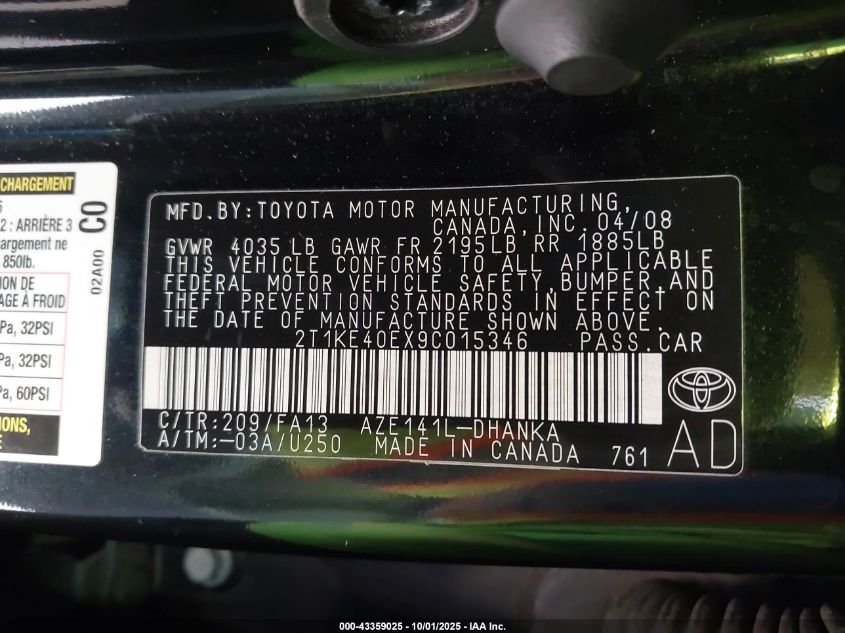 CHARGEMENT
5
2 : ARRIÈRE 3
chargement ne
850lb.
ION DE
AGE À FROID
Pa, 32PSI
Pa, 32PSI
a, 60PSI
IONS,
02A00 C0
MFD.BY:TOYOTA MOTOR MANUFACTURING,
CANADA,INC. 04/08
GVWR 4035 LB GAWR FR 2195LB RR 1885LB
THIS VEHICLE CONFORMS TO ALL APPLICABLE
FEDERAL MOTOR VEHICLE SAFETY,BUMPER,AND
THEFT PREVENTION STANDARDS IN EFFECT ON
THE DATE OF MANUFACTURE SHOWN ABOVE.
2T1KE40EX9C015346 PASS.CAR
C/TR:209/FA13 AZE141L-DHANKA
A/TM:-03A/U250 MADE IN CANADA 761
AD
000-43359025 - 10/01/2025 - IAA Inc.